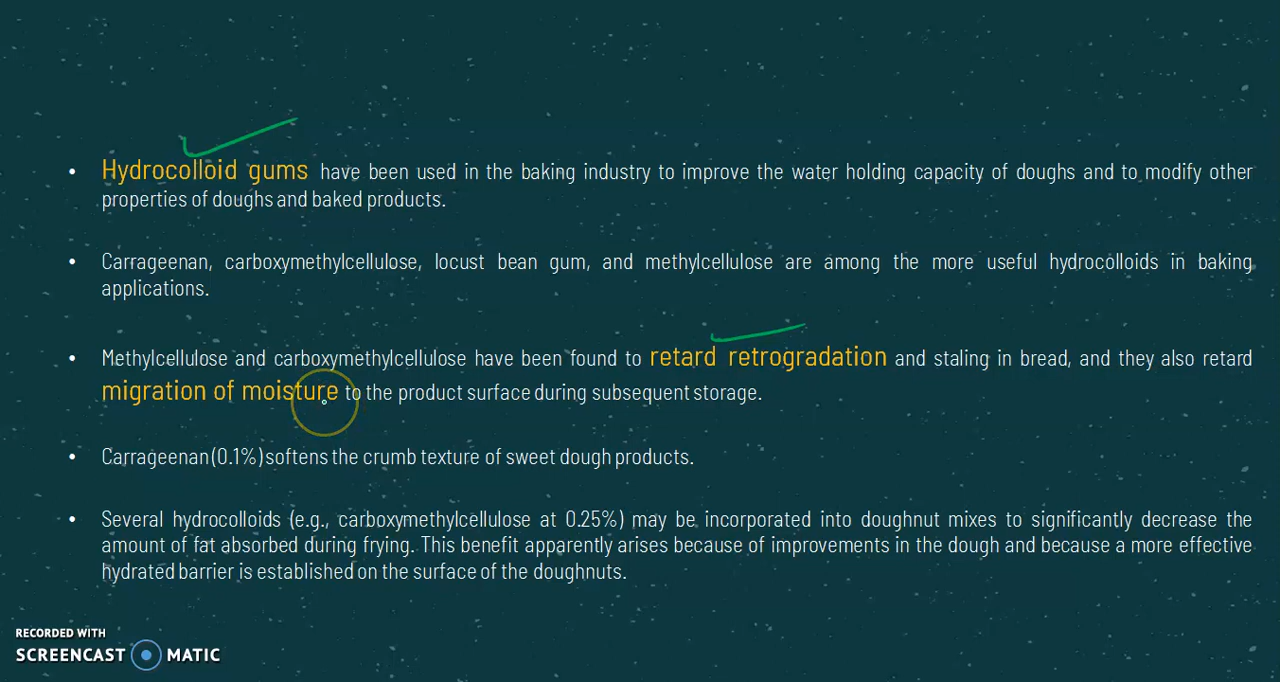 • Hydrocolloid gums have been used in the baking industry to improve the water holding capacity of doughs and to modify other
properties of doughs and baked products.
• Carrageenan, carboxymethylcellulose, locust bean gum, and methylcellulose are among the more useful hydrocolloids in baking
applications.
• Methylcellulose and carboxymethylcellulose have been found to retard retrogradation and staling in bread, and they also retard
migration of moisture to the product surface during subsequent storage.
• Carrageenan (0.1%) softens the crumb texture of sweet dough products.
• Several hydrocolloids (e.g., carboxymethylcellulose at 0.25%) may be incorporated into doughnut mixes to significantly decrease the
amount of fat absorbed during frying. This benefit apparently arises because of improvements in the dough and because a more effective
hydrated barrier is established on the surface of the doughnuts.
RECORDED WITH
SCREENCAST MATIC